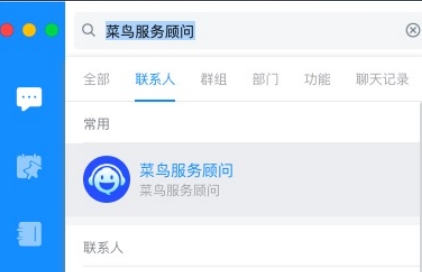 菜鸟服务顾问
全部 联系人 群组 部门 功能 聊天记录
常用
菜鸟服务顾问
菜鸟服务顾问
联系人